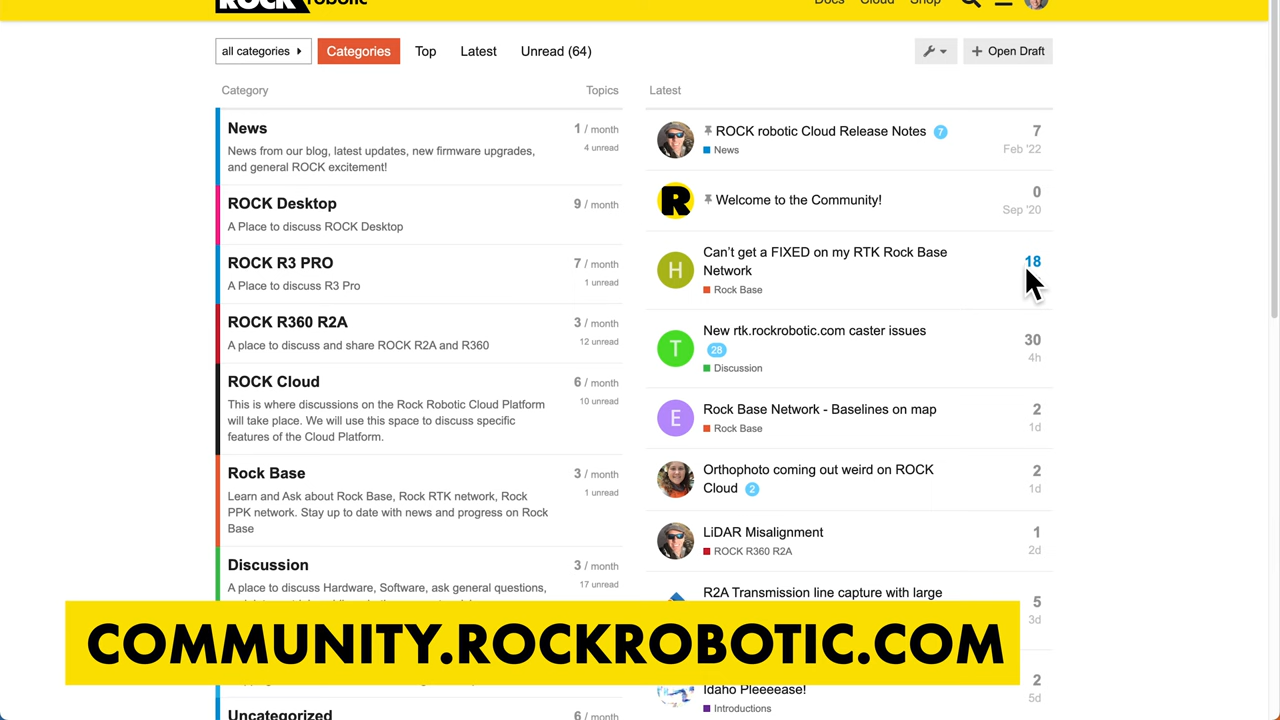 ROCK robotic
Docs Cloud Shop
all categories Categories Top Latest Unread (64)
Open Draft
Category Topics
News 1 / month
4 unread
News from our blog, latest updates, new firmware upgrades,
and general ROCK excitement!
ROCK Desktop 9 / month
A Place to discuss ROCK Desktop
ROCK R3 PRO 7 / month
A Place to discuss R3 Pro 1 unread
ROCK R360 R2A 3 / month
A place to discuss and share ROCK R2A and R360 12 unread
ROCK Cloud 6 / month
10 unread
This is where discussions on the Rock Robotic Cloud Platform
will take place. We will use this space to discuss specific
features of the Cloud Platform.
Rock Base 3 / month
1 unread
Learn and Ask about Rock Base, Rock RTK network, Rock
PPK network. Stay up to date with news and progress on Rock
Base
Discussion 3 / month
17 unread
A place to discuss Hardware, Software, ask general questions,
Uncategorized 6 / month
Latest
ROCK robotic Cloud Release Notes 7 7
News Feb '22
R Welcome to the Community! 0
Sep '20
H Can't get a FIXED on my RTK Rock Base
Network 18
Rock Base
T New rtk.rockrobotic.com caster issues
28 30
4h
Discussion
E Rock Base Network - Baselines on map 2
Rock Base 1d
Orthophoto coming out weird on ROCK 2
Cloud 2 1d
LiDAR Misalignment 1
ROCK R360 R2A 2d
R2A Transmission line capture with large 5
3d
Idaho Pleeeease! 2
Introductions 5d
COMMUNITY.ROCKROBOTIC.COM